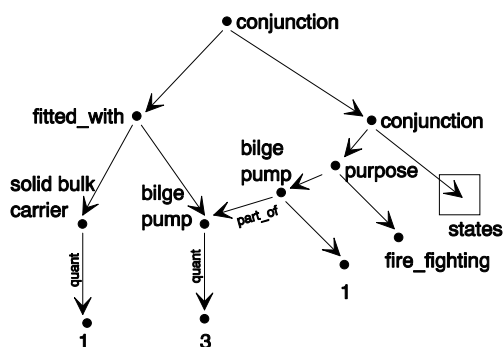 conjunction
fitted_with
conjunction
bilge
pump
purpose
solid bulk
carrier
bilge
pump
part_of
states
fire_fighting
quant
quant
1
1
3